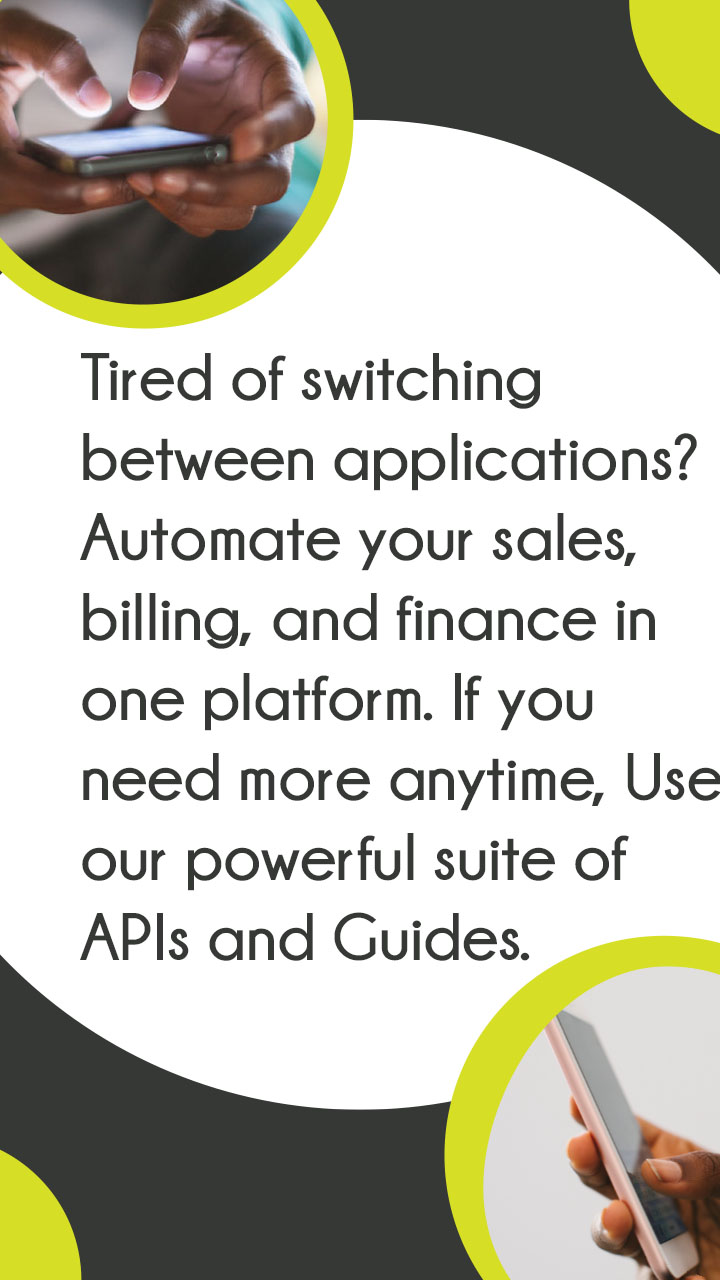 Tired of switching
between applications?
Automate your sales,
billing, and finance in
one platform. If you
need more anytime, Use
our powerful suite of
APIs and Guides.